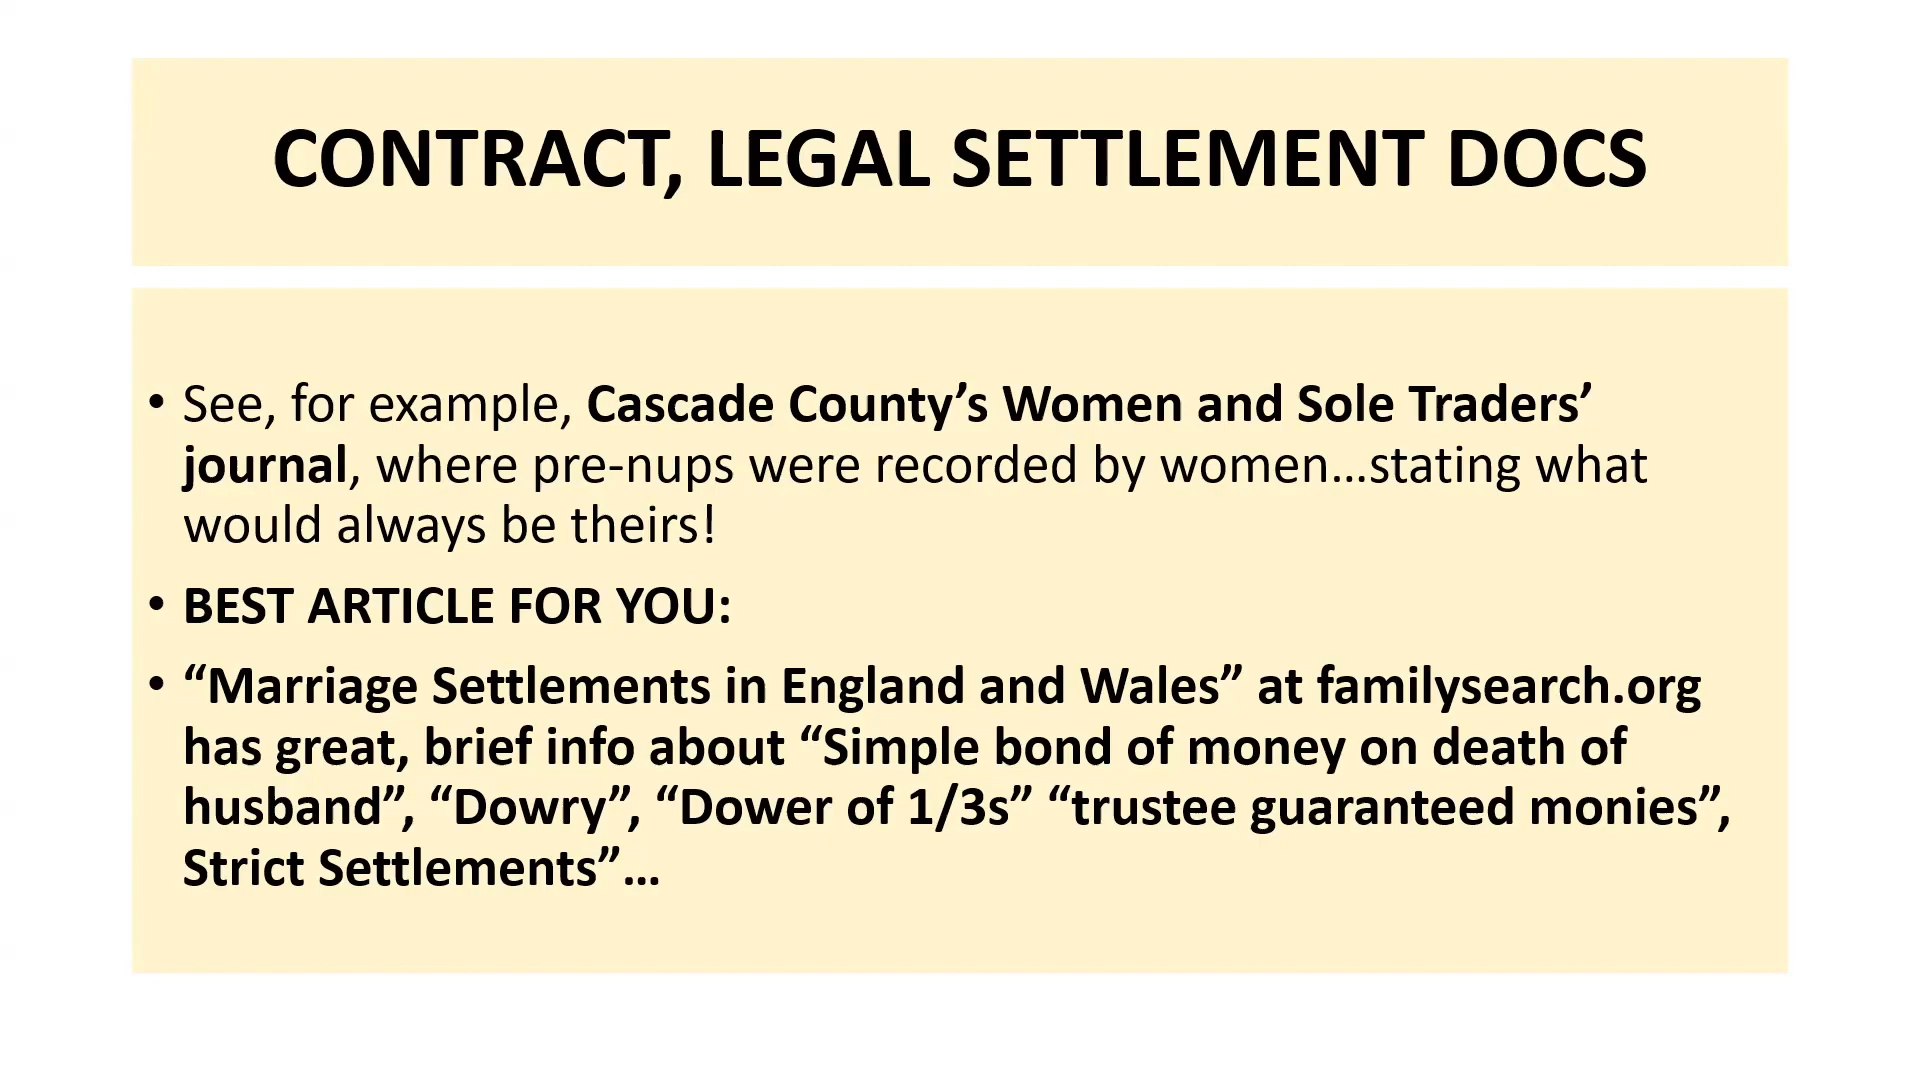 CONTRACT, LEGAL SETTLEMENT DOCS
• See, for example, Cascade County’s Women and Sole Traders’
journal, where pre-nups were recorded by women…stating what
would always be theirs!
• BEST ARTICLE FOR YOU:
• “Marriage Settlements in England and Wales” at familysearch.org
has great, brief info about “Simple bond of money on death of
husband”, “Dowry”, “Dower of 1/3s” “trustee guaranteed monies”,
Strict Settlements”…